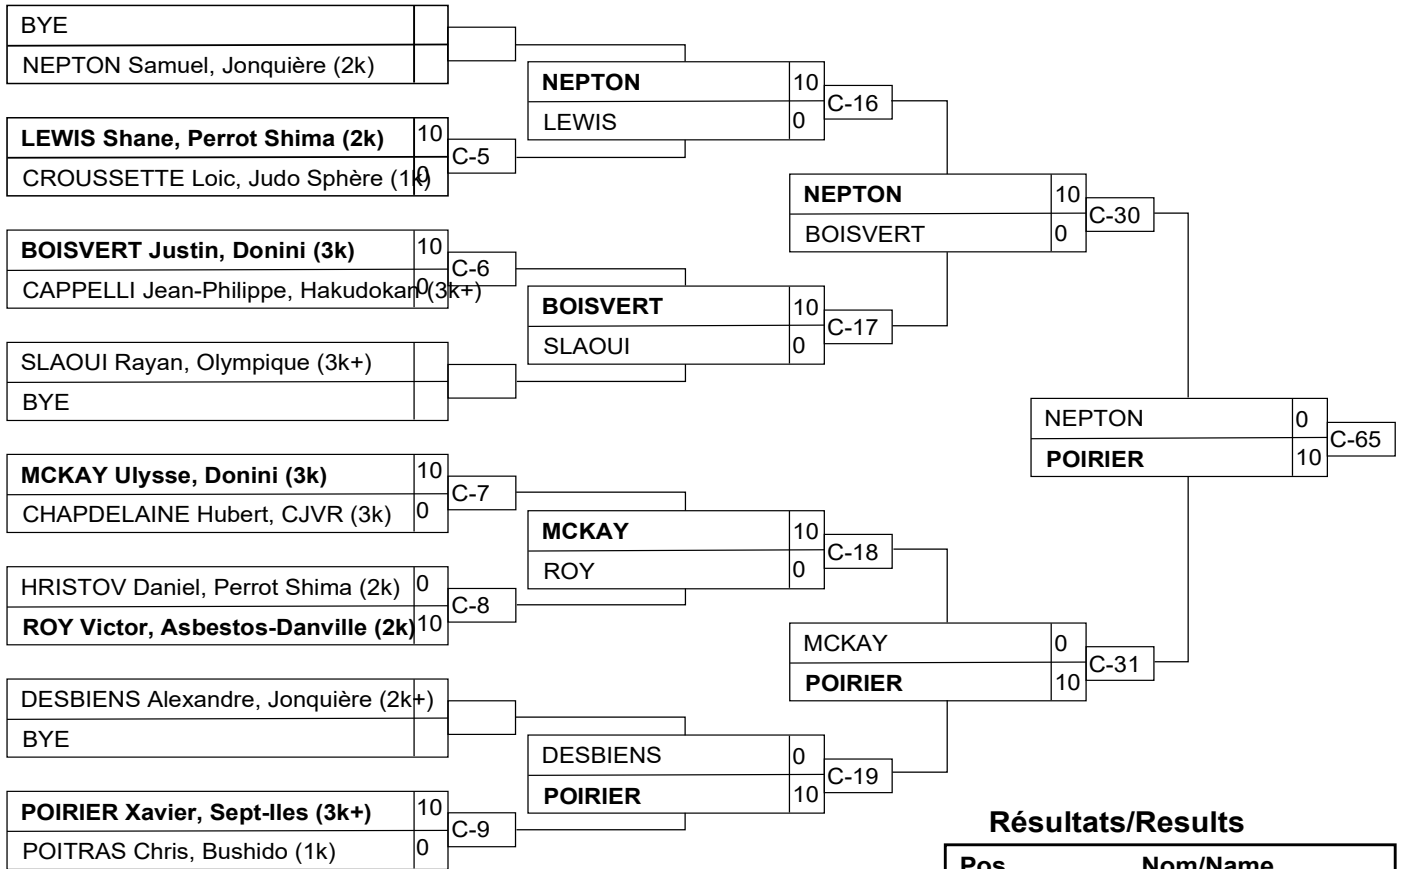 BYE
NEPTON Samuel, Jonquière (2k)
LEWIS Shane, Perrot Shima (2k) 10
CROUSSETTE Loic, Judo Sphère (1k) 0
C-5
BOISVERT Justin, Donini (3k) 10
CAPPELLI Jean-Philippe, Hakudokan (3k+) 0
C-6
SLAOUI Rayan, Olympique (3k+)
BYE
MCKAY Ulysse, Donini (3k) 10
CHAPDELAINE Hubert, CJVR (3k) 0
C-7
HRISTOV Daniel, Perrot Shima (2k) 0
ROY Victor, Asbestos-Danville (2k) 10
C-8
DESBIENS Alexandre, Jonquière (2k+)
BYE
POIRIER Xavier, Sept-Iles (3k+) 10
POITRAS Chris, Bushido (1k) 0
C-9
NEPTON 10
LEWIS 0
C-16
BOISVERT 10
SLAOUI 0
C-17
MCKAY 10
ROY 0
C-18
DESBIENS 0
POIRIER 10
C-19
NEPTON 10
BOISVERT 0
C-30
MCKAY 0
POIRIER 10
C-31
NEPTON 0
POIRIER 10
C-65
Résultats/Results
Pos Nom/Name